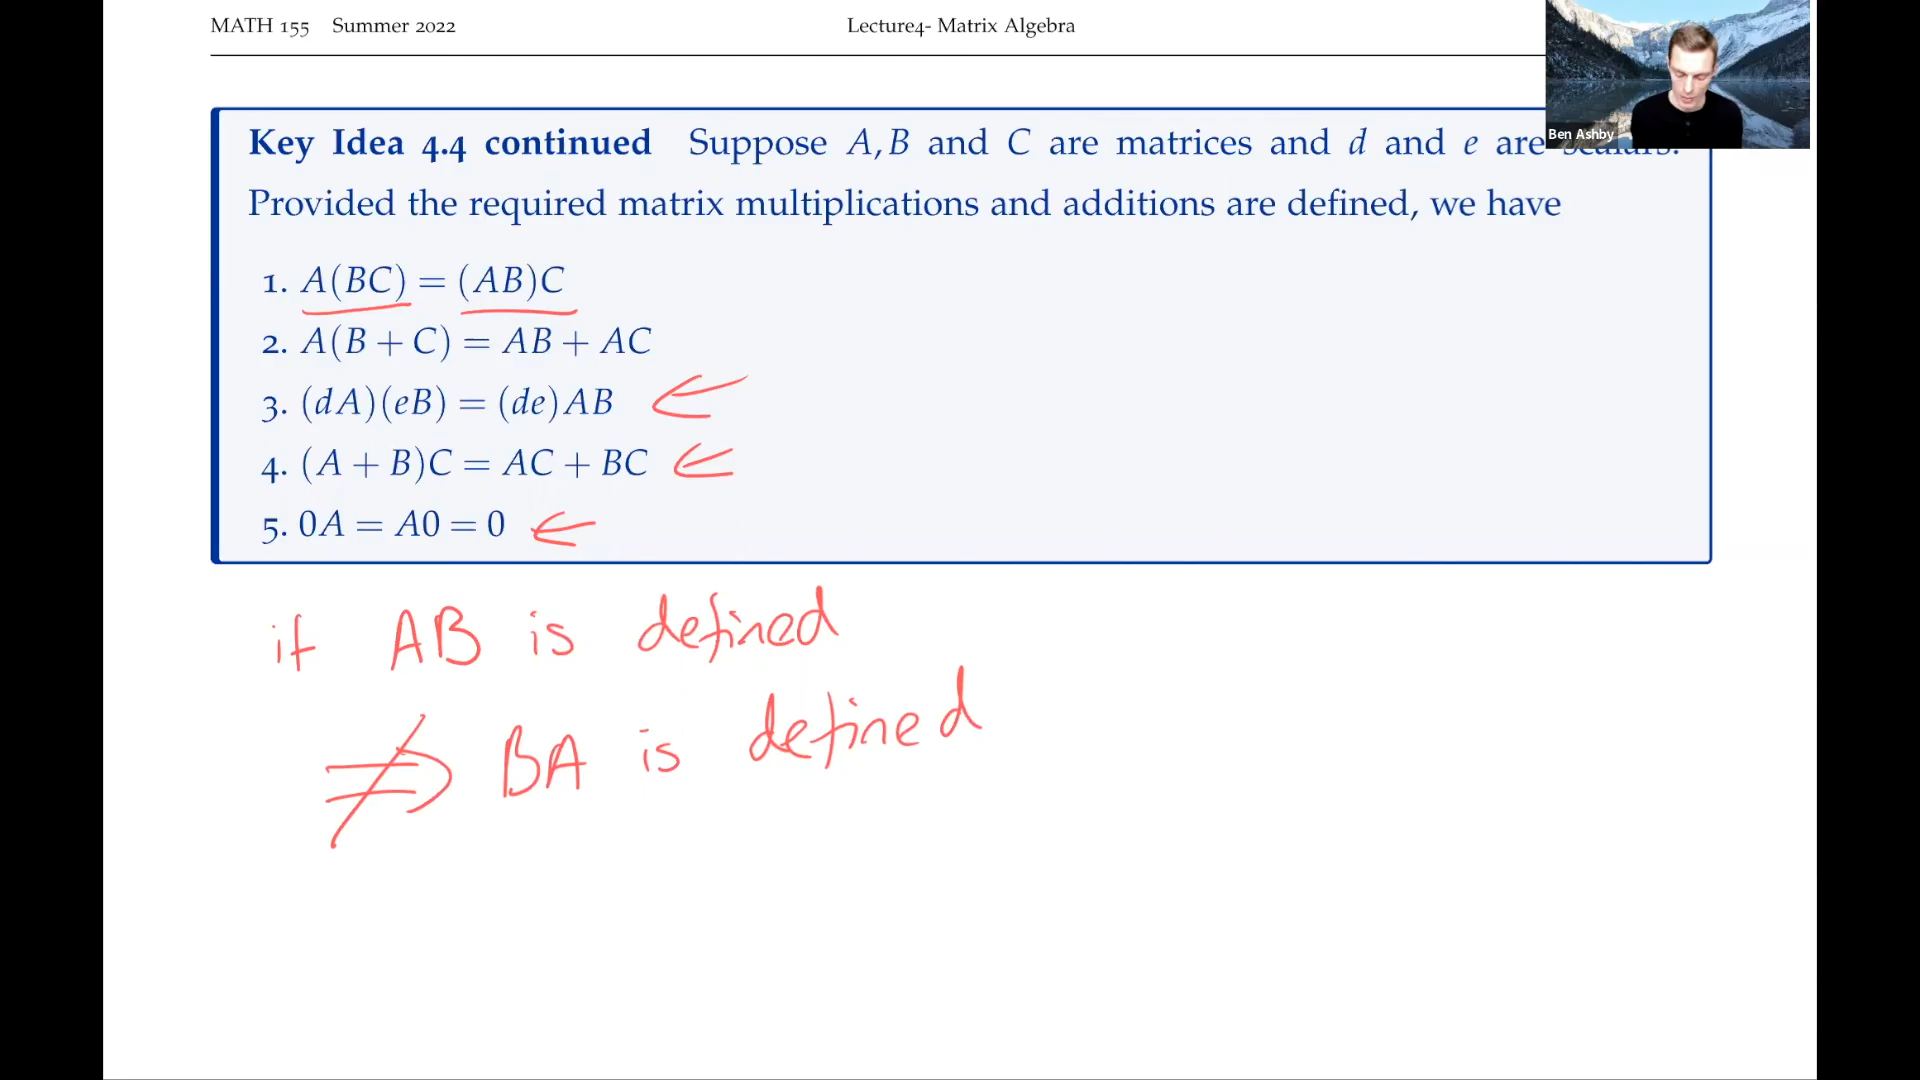 MATH 155 Summer 2022 Lecture4- Matrix Algebra
Ben Ashby
Key Idea 4.4 continued Suppose A, B and C are matrices and d and e are scalars.
Provided the required matrix multiplications and additions are defined, we have
1. A(BC) = (AB)C
2. A(B + C) = AB + AC
3. (dA)(eB) = (de)AB
4. (A + B)C = AC + BC
5. 0A = A0 = 0
if AB is defined
⇏ BA is defined